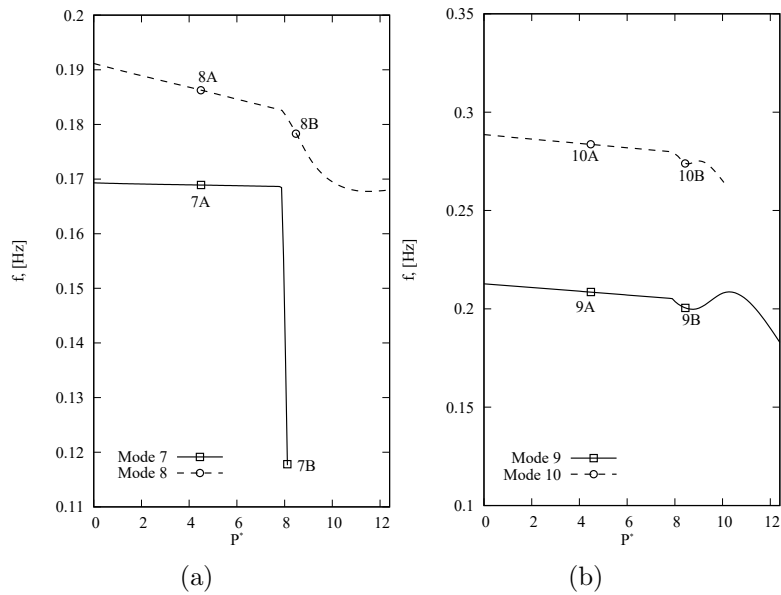 0.2
0.19
0.18
0.17
0.16
0.15
0.14
0.13
0.12
0.11
f, [Hz]
8A
8B
7A
7B
Mode 7
Mode 8
0 2 4 6 8 10 12
P*
(a)
0.35
0.3
0.25
0.2
0.15
0.1
f, [Hz]
10A
10B
9A
9B
Mode 9
Mode 10
0 2 4 6 8 10 12
P*
(b)